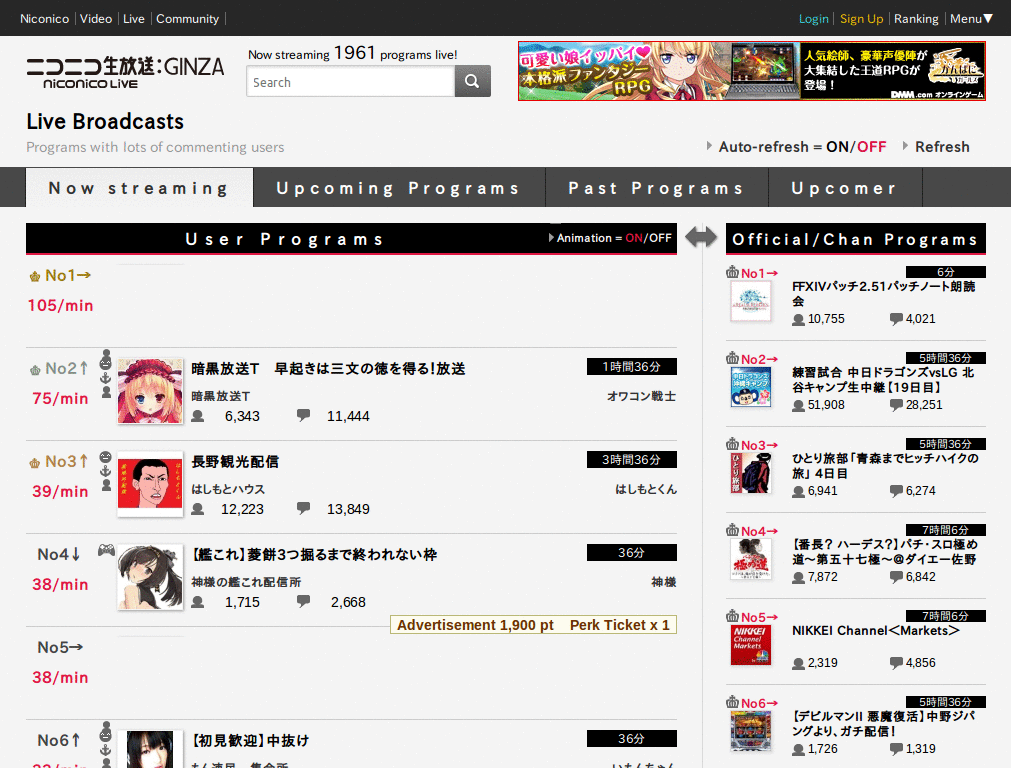 Niconico Video Live Community Login Sign Up Ranking Menu▼
ニコニコ生放送:GINZA
niconico Live
Now streaming 1961 programs live!
Search
可愛い娘イッパイ
本格派ファンタジー
RPG
人気絵師、豪華声優陣が
大集結した王道RPGが
登場！
かんぱに
DMM.com オンラインゲーム
Live Broadcasts
Programs with lots of commenting users
Auto-refresh = ON/OFF Refresh
Now streaming Upcoming Programs Past Programs Upcomer
User Programs Animation = ON/OFF
No1→
105/min
No2↑
75/min
暗黒放送T 早起きは三文の徳を得る!放送
1時間36分
暗黒放送T オワコン戦士
6,343 11,444
No3↑
39/min
長野観光配信
3時間36分
はしもとハウス はしもとくん
12,223 13,849
No4↓
38/min
【艦これ】菱餅3つ掘るまで終われない枠
36分
神様の艦これ配信所 神様
1,715 2,668
Advertisement 1,900 pt Perk Ticket x 1
No5→
38/min
No6↑
【初見歓迎】中抜け
36分
Official/Chan Programs
No1→ 6分
FFXIVパッチ2.51パッチノート朗読
会
10,755 4,021
No2→ 5時間36分
練習試合 中日ドラゴンズvsLG 北
谷キャンプ生中継【19日目】
51,908 28,251
No3→ 5時間36分
ひとり旅部「青森までヒッチハイクの
旅」 4日目
6,941 6,274
No4→ 7時間6分
【番長? ハーデス?】パチ・スロ極め
道～第五十七極～@ダイエー佐野
7,872 6,842
No5→ 7時間6分
NIKKEI Channel<Markets>
NIKKEI
Channel
Markets
2,319 4,856
No6→ 5時間36分
【デビルマンII 悪魔復活】中野ジパ
ングより、ガチ配信!
1,726 1,319